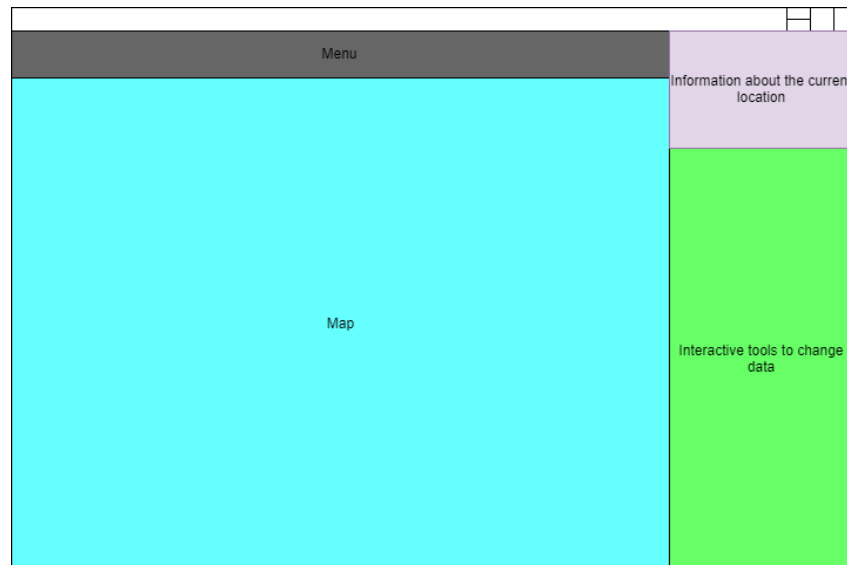 Menu
Information about the curren
location
Map
Interactive tools to change
data